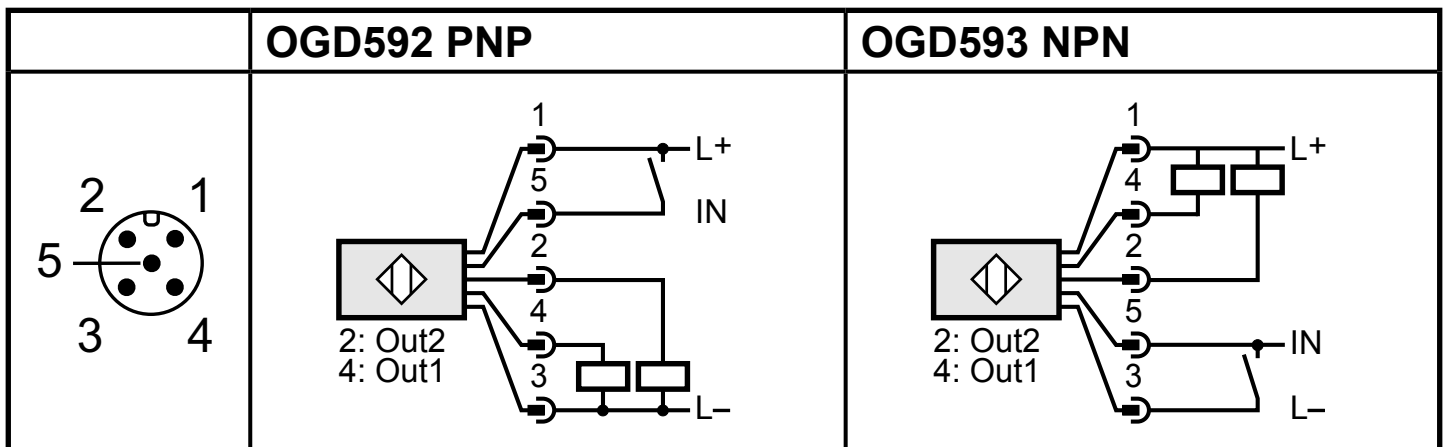 OGD592 PNP
OGD593 NPN
2 1
5
3 4
1
L+
5
IN
2
4
3
L–
2: Out2
4: Out1
1
L+
4
2
5
IN
3
L–
2: Out2
4: Out1